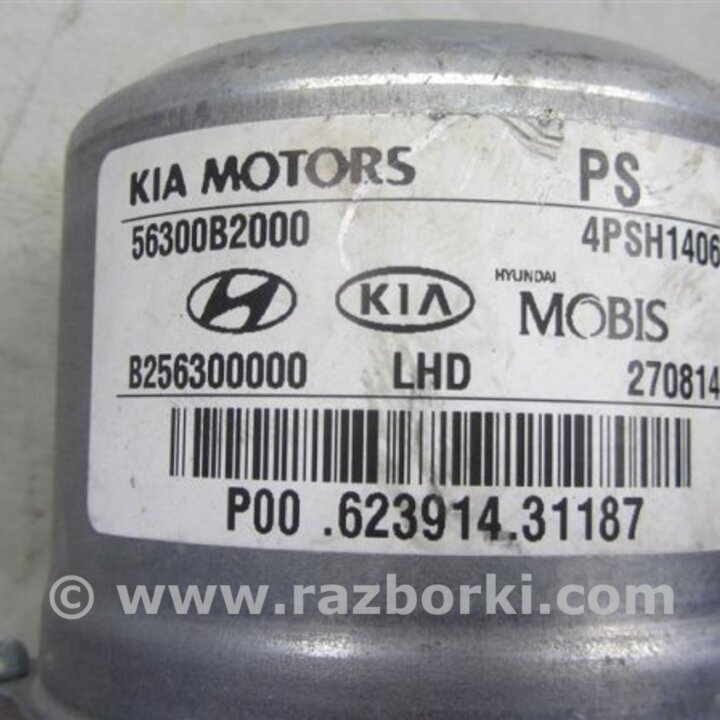 KIA MOTORS PS
56300B2000 4PSH1406
HYUNDAI
KIA MOBIS
B256300000 LHD 270814
P00 .623914.31187
© www.razborki.com